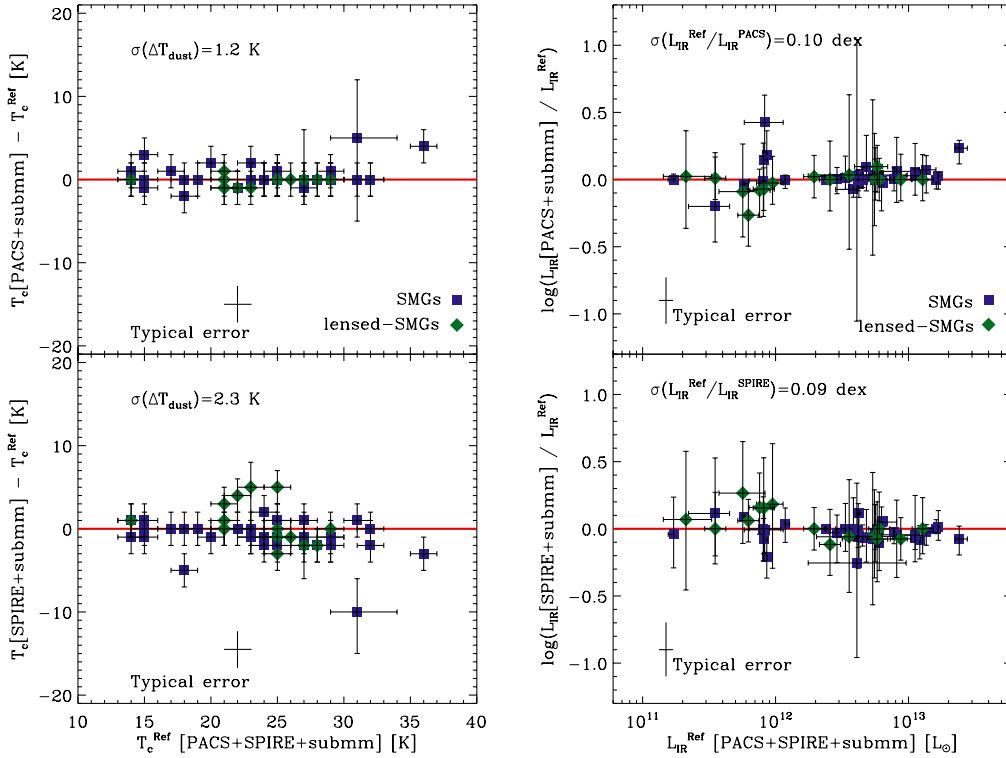 20
10
0
−10
−20
T_c[PACS+submm] − T_c^Ref [K]
σ(ΔT_dust)=1.2 K
SMGs
lensed−SMGs
Typical error
1.0
0.5
0.0
−0.5
−1.0
log(L_IR[PACS+submm] / L_IR^Ref)
σ(L_IR^Ref/L_IR^PACS)=0.10 dex
SMGs
lensed−SMGs
Typical error
20
10
0
−10
−20
T_c[SPIRE+submm] − T_c^Ref [K]
σ(ΔT_dust)=2.3 K
Typical error
10 15 20 25 30 35 40
T_c^Ref [PACS+SPIRE+submm] [K]
1.0
0.5
0.0
−0.5
−1.0
log(L_IR[SPIRE+submm] / L_IR^Ref)
σ(L_IR^Ref/L_IR^SPIRE)=0.09 dex
Typical error
10^11 10^12 10^13
L_IR^Ref [PACS+SPIRE+submm] [L_⊙]